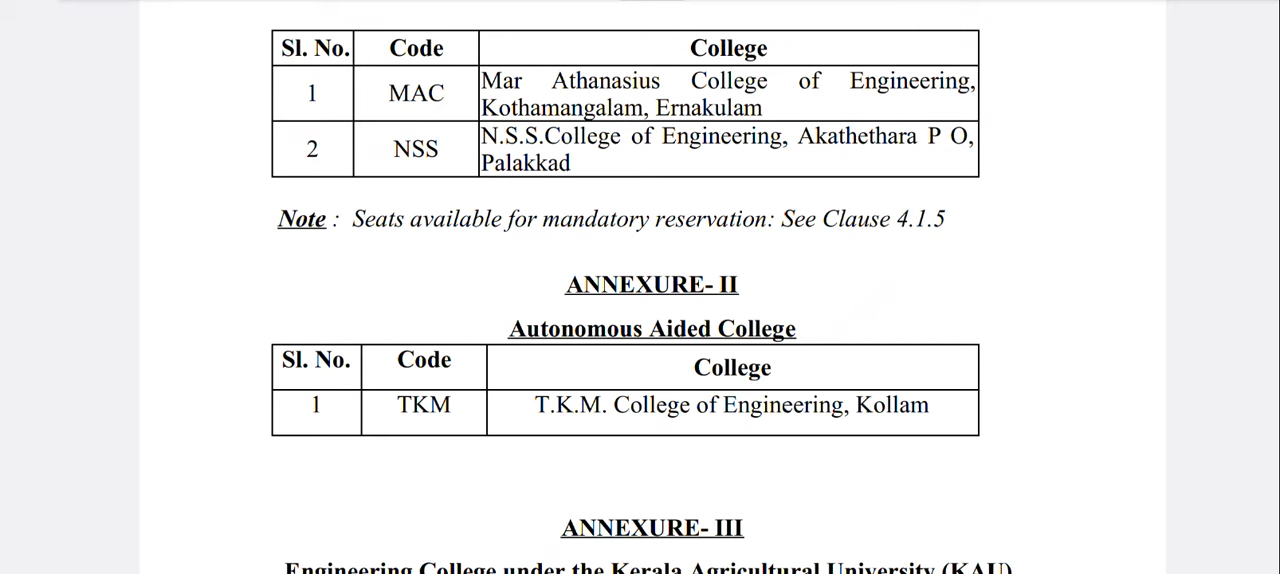 Sl. No. Code College
1 MAC Mar Athanasius College of Engineering,
Kothamangalam, Ernakulam
2 NSS N.S.S.College of Engineering, Akathethara P O,
Palakkad
Note : Seats available for mandatory reservation: See Clause 4.1.5
ANNEXURE- II
Autonomous Aided College
Sl. No. Code College
1 TKM T.K.M. College of Engineering, Kollam
ANNEXURE- III
Engineering College under the Kerala Agricultural University (KAU)